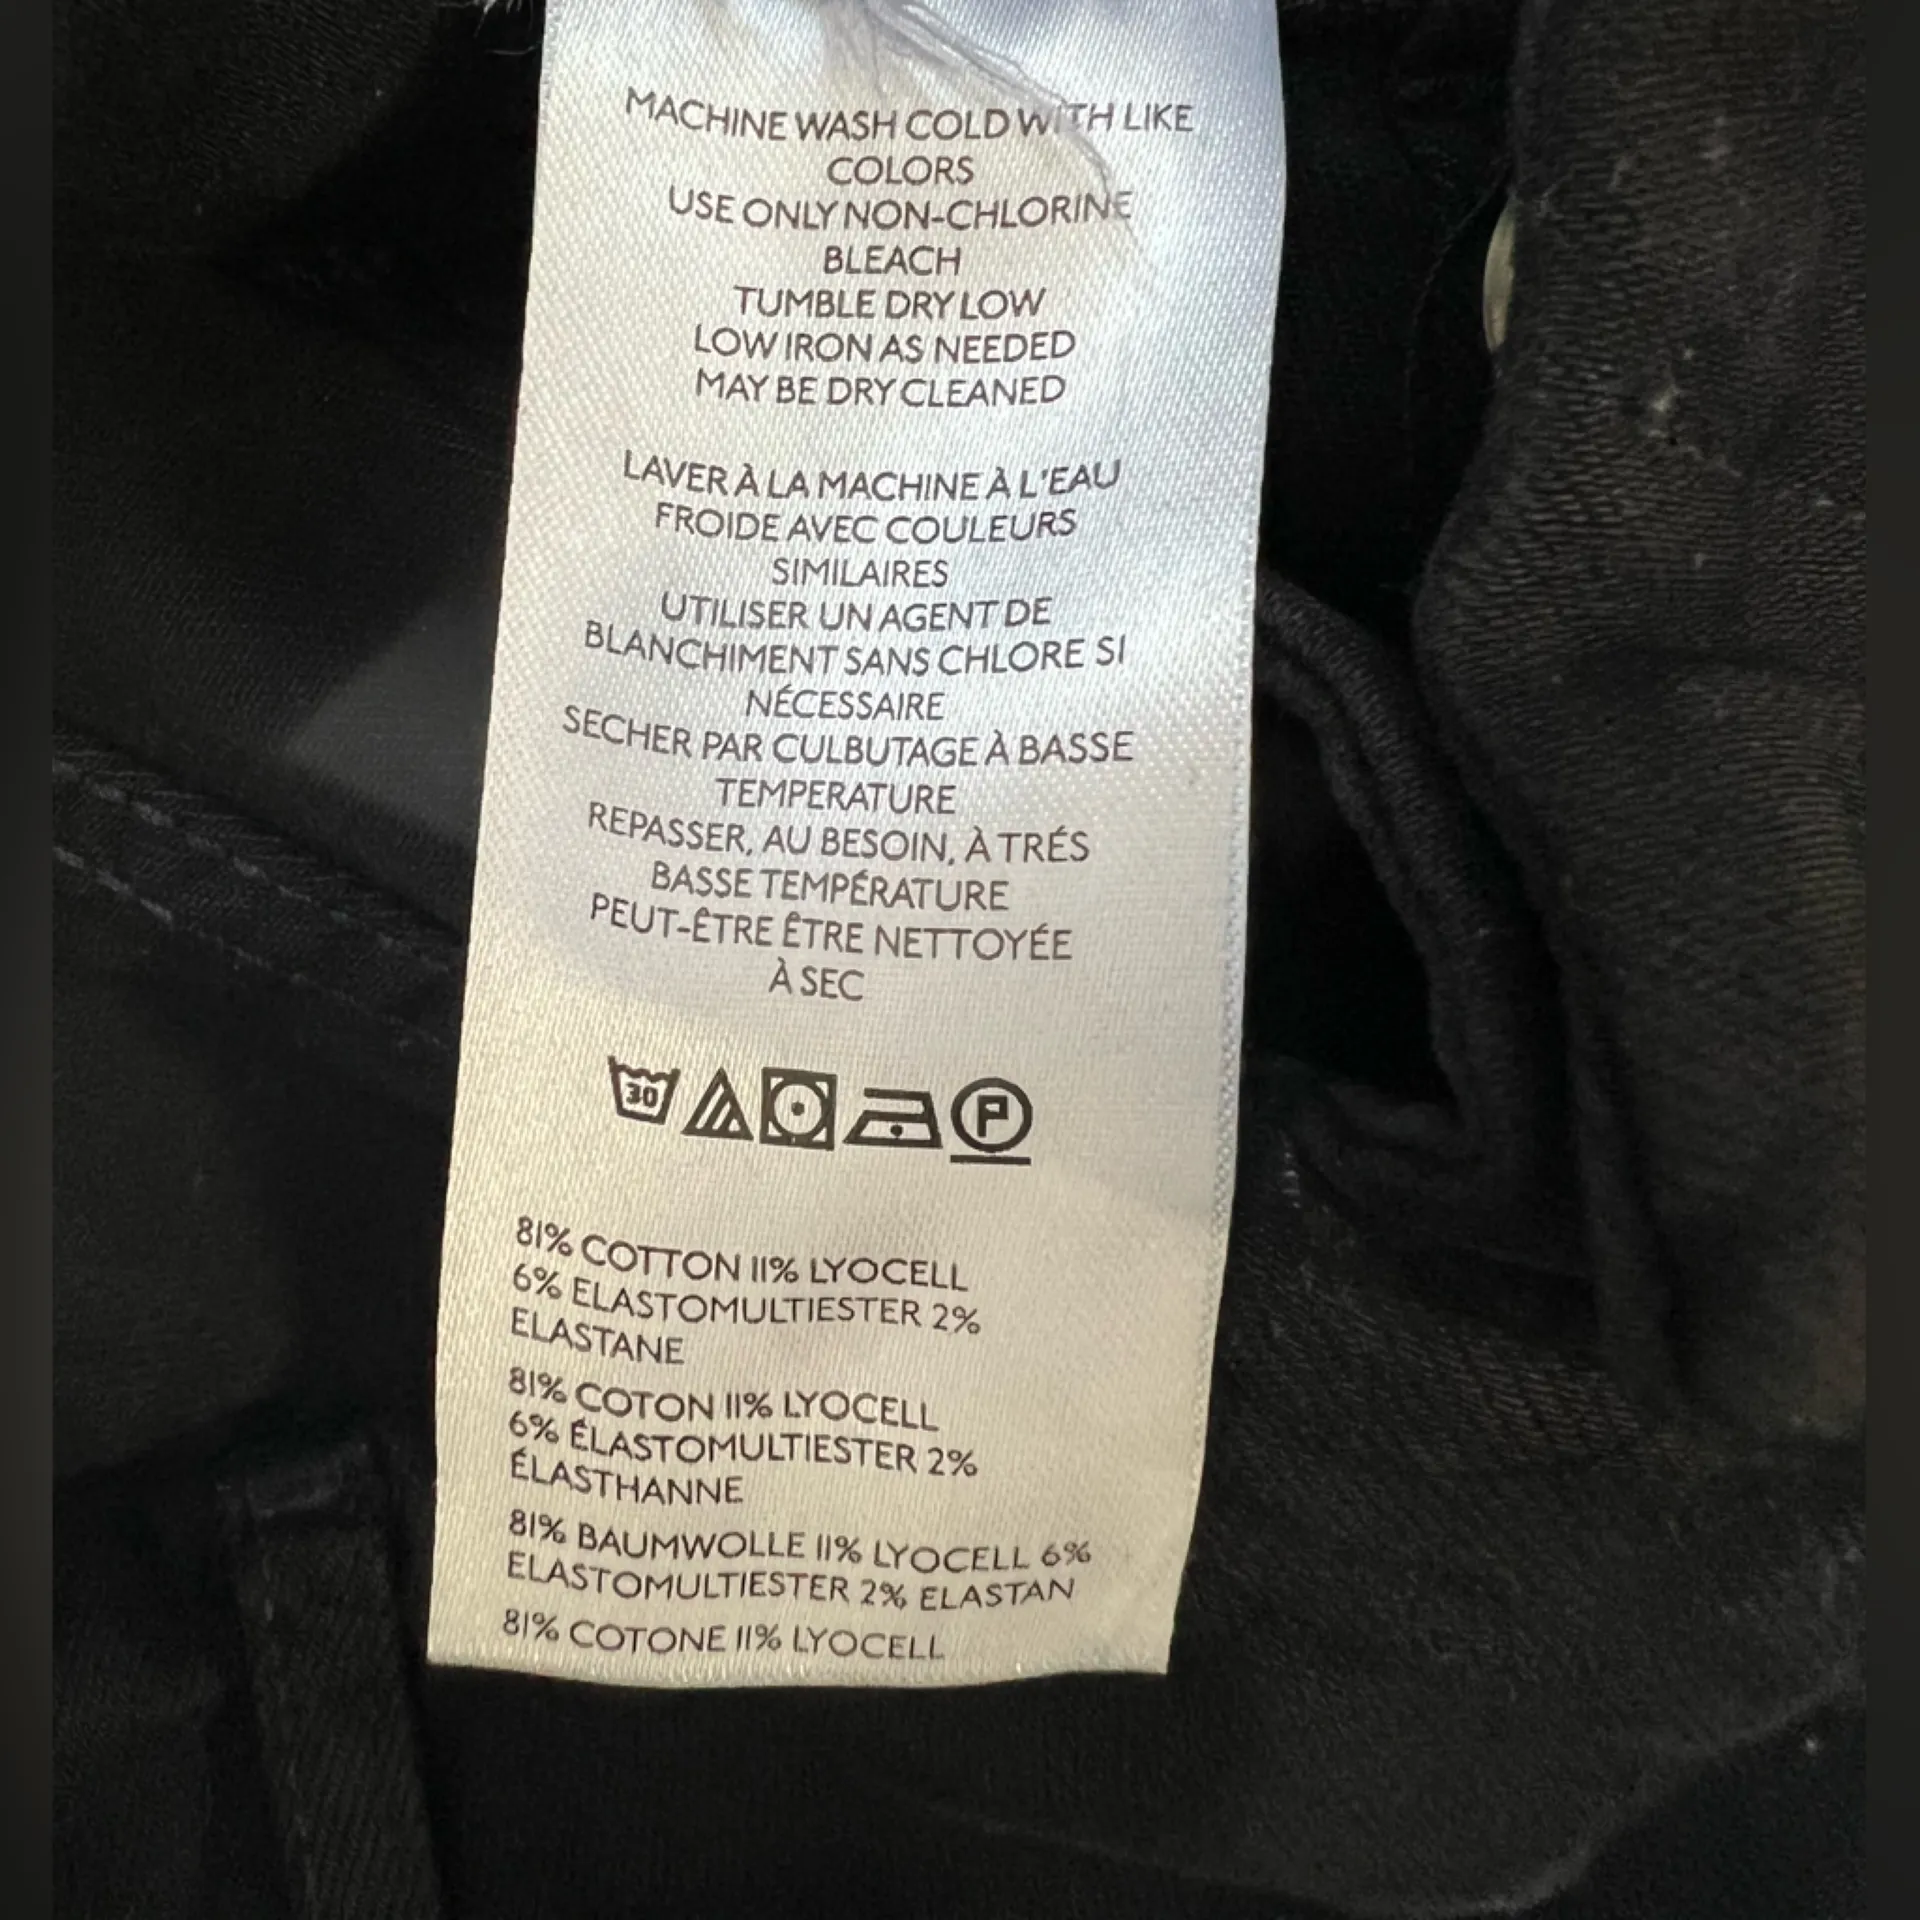 MACHINE WASH COLD WITH LIKE
COLORS
USE ONLY NON-CHLORINE
BLEACH
TUMBLE DRY LOW
LOW IRON AS NEEDED
MAY BE DRY CLEANED
LAVER À LA MACHINE À L'EAU
FROIDE AVEC COULEURS
SIMILAIRES
UTILISER UN AGENT DE
BLANCHIMENT SANS CHLORE SI
NÉCESSAIRE
SECHER PAR CULBUTAGE À BASSE
TEMPERATURE
REPASSER, AU BESOIN, À TRÉS
BASSE TEMPÉRATURE
PEUT-ÊTRE ÊTRE NETTOYÉE
À SEC
30 P
81% COTTON 11% LYOCELL
6% ELASTOMULTIESTER 2%
ELASTANE
81% COTON 11% LYOCELL
6% ÉLASTOMULTIESTER 2%
ÉLASTHANNE
81% BAUMWOLLE 11% LYOCELL 6%
ELASTOMULTIESTER 2% ELASTAN
81% COTONE 11% LYOCELL